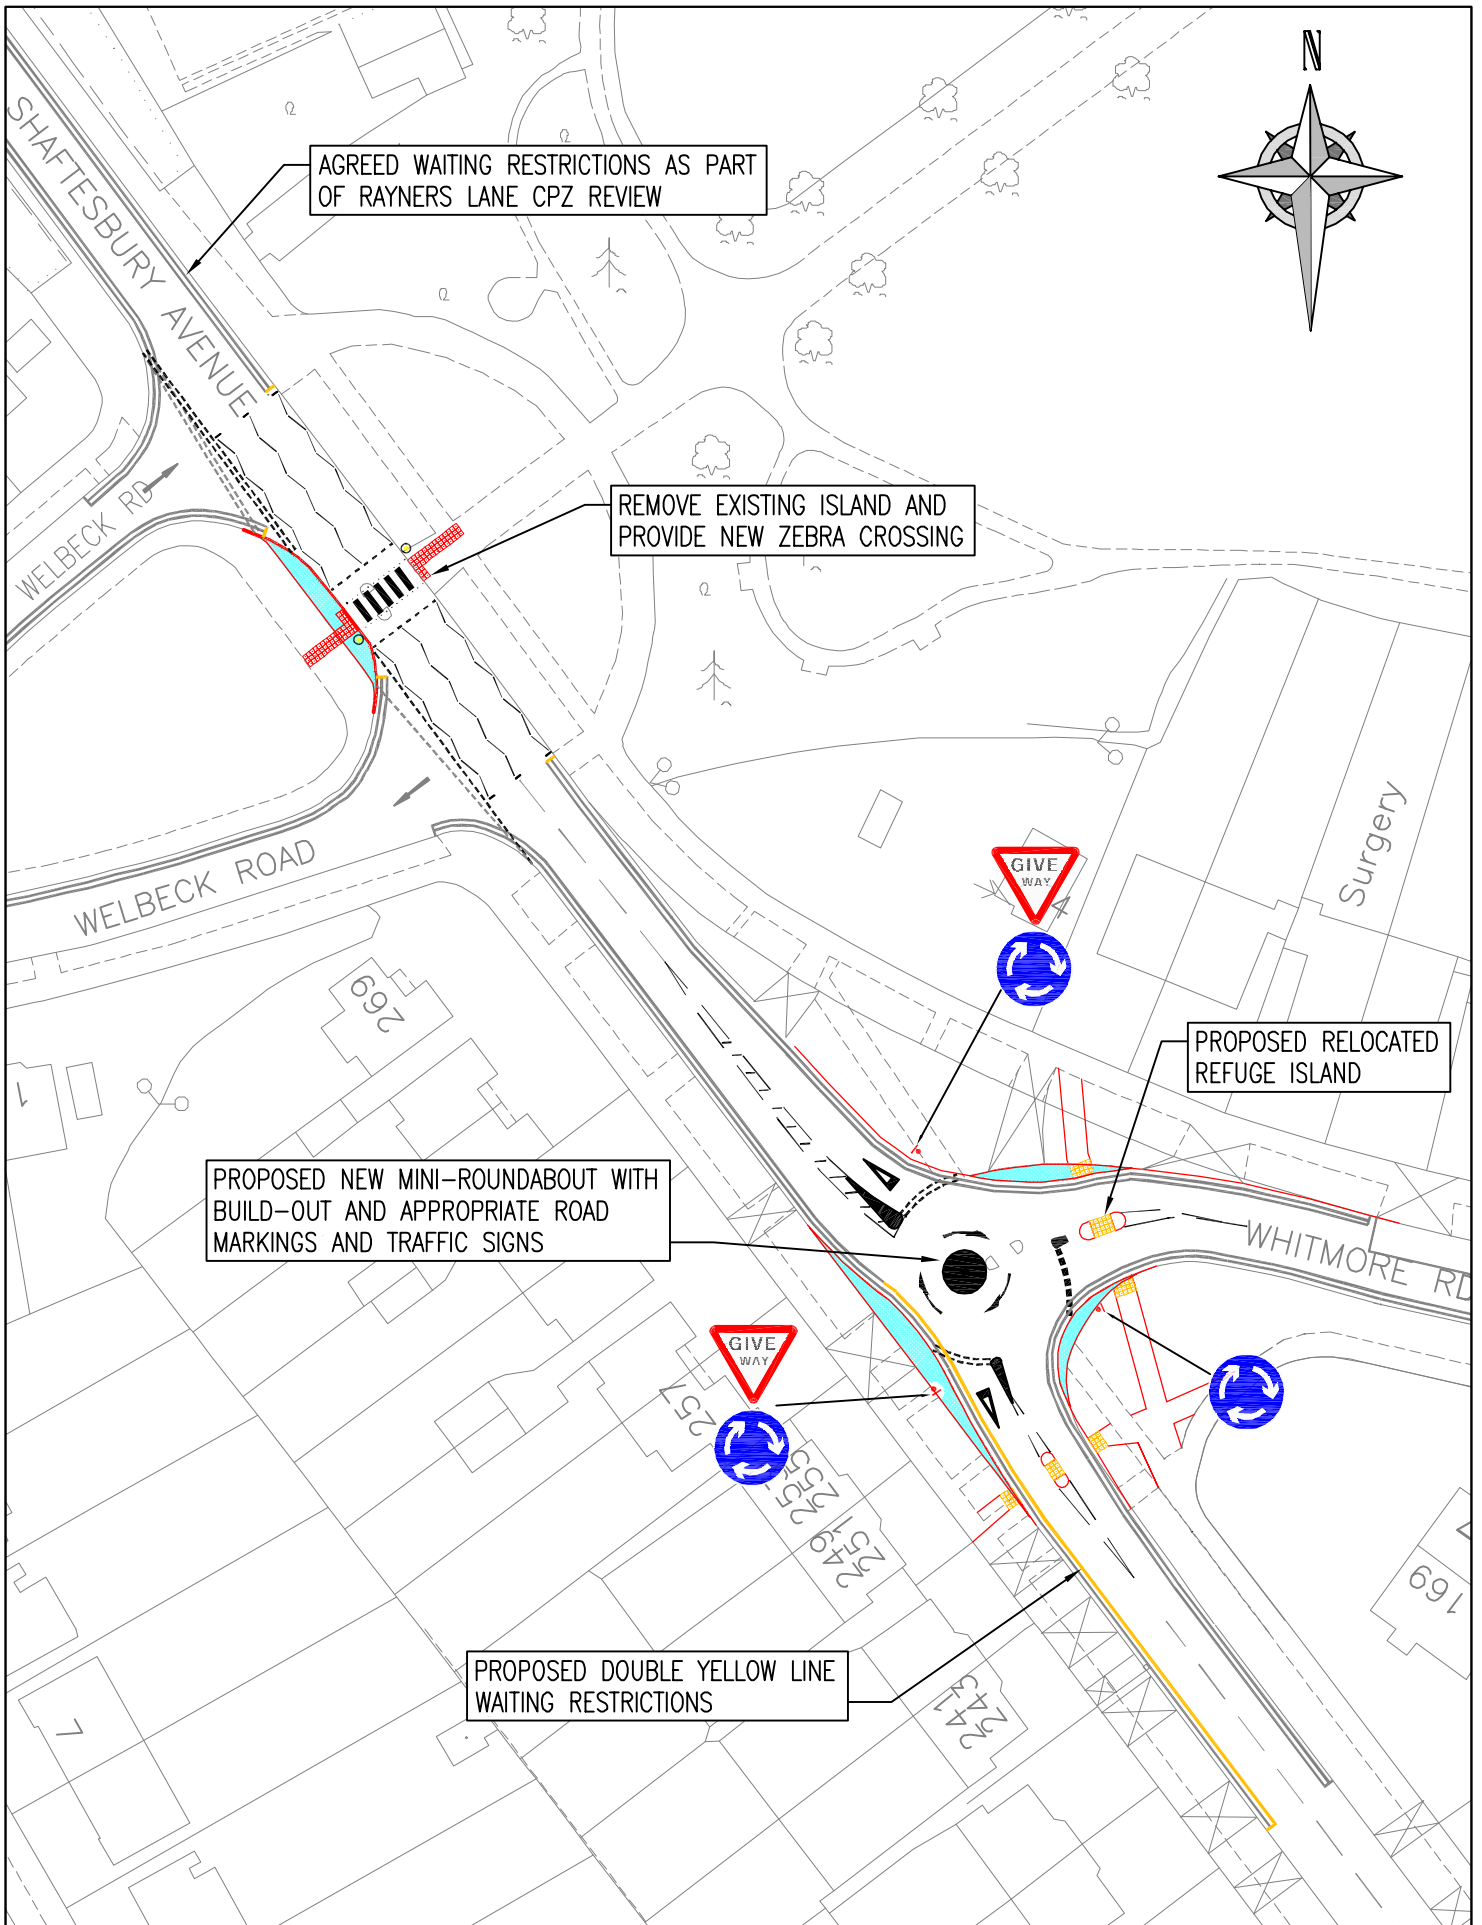 N
SHAFTESBURY AVENUE
AGREED WAITING RESTRICTIONS AS PART
OF RAYNERS LANE CPZ REVIEW
WELBECK RD
REMOVE EXISTING ISLAND AND
PROVIDE NEW ZEBRA CROSSING
WELBECK ROAD
Surgery
GIVE
WAY
4
269
1
PROPOSED RELOCATED
REFUGE ISLAND
PROPOSED NEW MINI-ROUNDABOUT WITH
BUILD-OUT AND APPROPRIATE ROAD
MARKINGS AND TRAFFIC SIGNS
WHITMORE RD
GIVE
WAY
257
255
251
249
169
PROPOSED DOUBLE YELLOW LINE
WAITING RESTRICTIONS
243
241
7